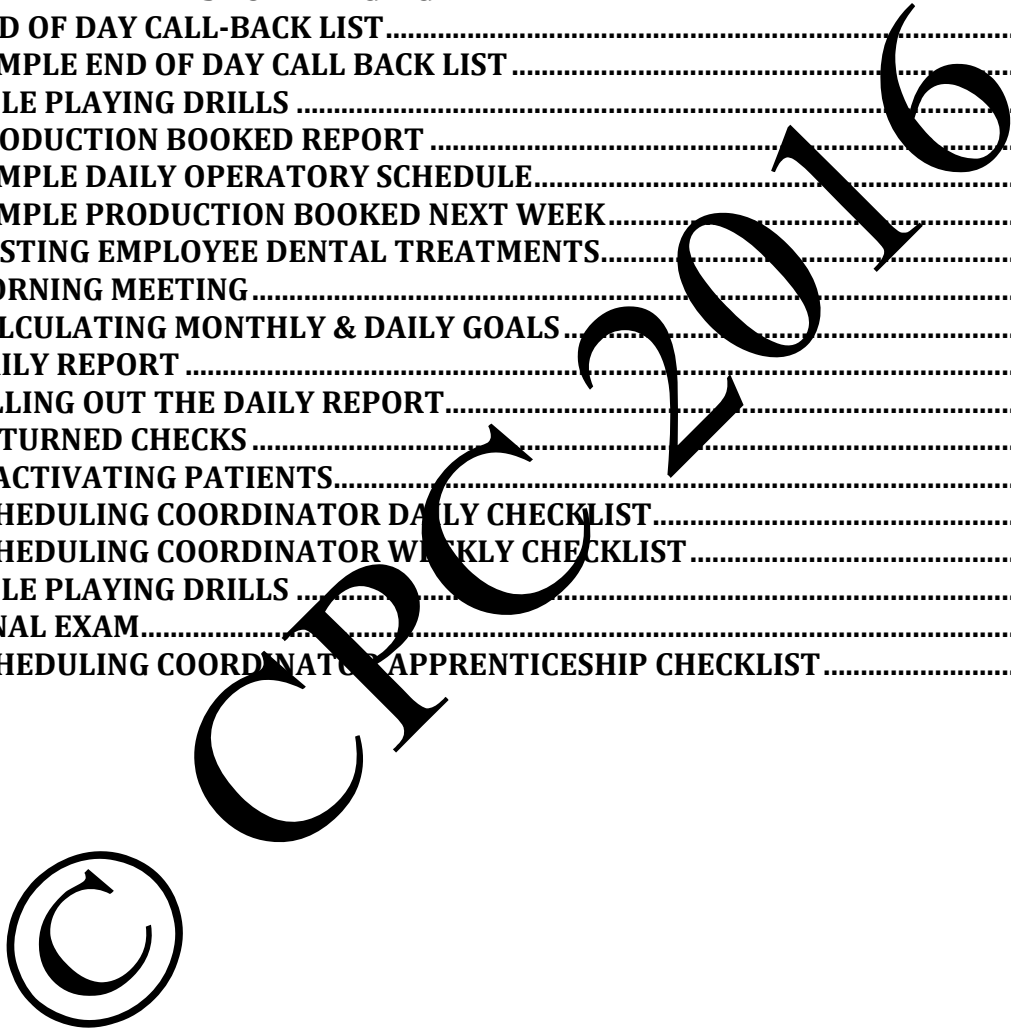 D OF DAY CALL-BACK LIST
MPLE END OF DAY CALL BACK LIST
LE PLAYING DRILLS
ODUCTION BOOKED REPORT
MPLE DAILY OPERATORY SCHEDULE
MPLE PRODUCTION BOOKED NEXT WEEK
STING EMPLOYEE DENTAL TREATMENTS
ORNING MEETING
LCULATING MONTHLY & DAILY GOALS
ILY REPORT
LLING OUT THE DAILY REPORT
TURNED CHECKS
ACTIVATING PATIENTS
HEDULING COORDINATOR DAILY CHECKLIST
HEDULING COORDINATOR WEEKLY CHECKLIST
LE PLAYING DRILLS
NAL EXAM
HEDULING COORDINATOR APPRENTICESHIP CHECKLIST
© CPC 2016